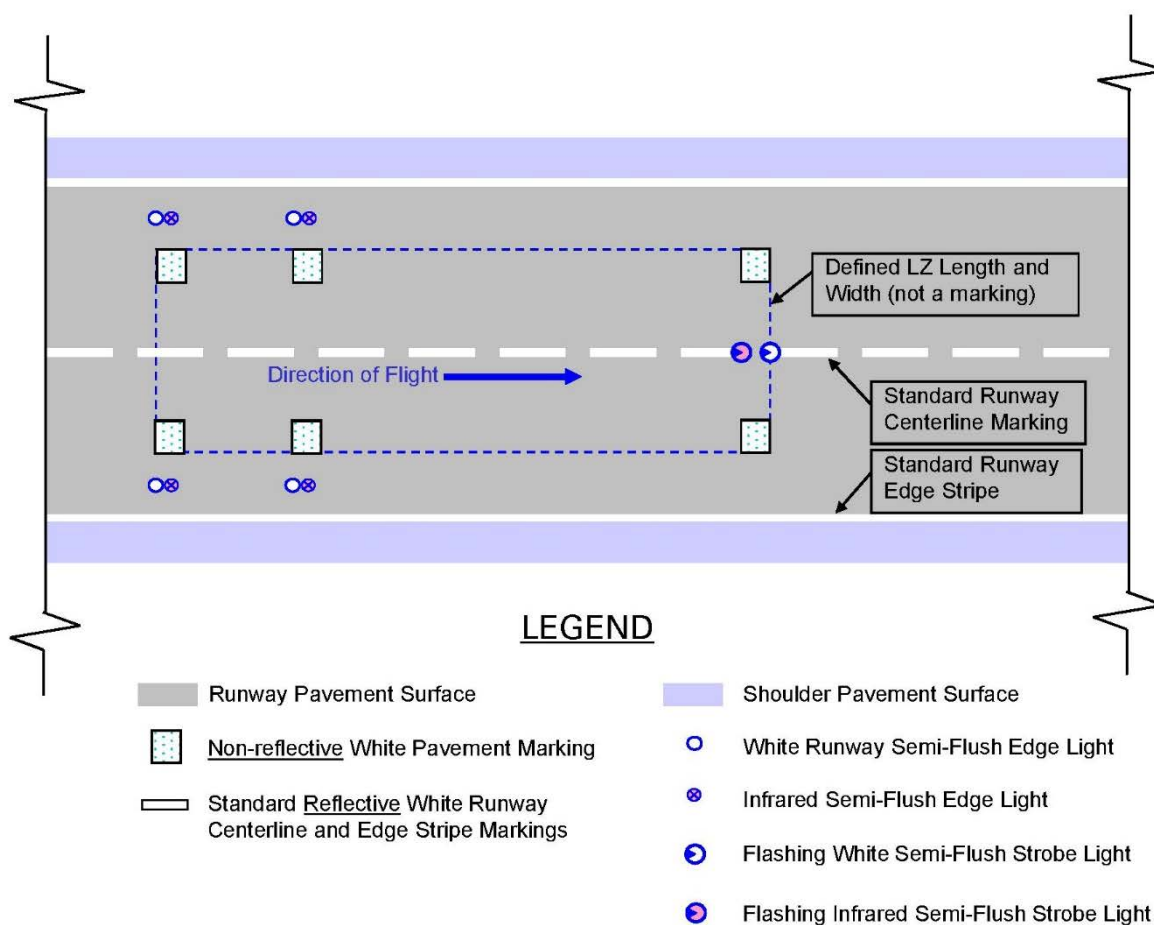 Defined LZ Length and
Width (not a marking)
Direction of Flight
Standard Runway
Centerline Marking
Standard Runway
Edge Stripe
LEGEND
Runway Pavement Surface
Non-reflective White Pavement Marking
Standard Reflective White Runway
Centerline and Edge Stripe Markings
Shoulder Pavement Surface
White Runway Semi-Flush Edge Light
Infrared Semi-Flush Edge Light
Flashing White Semi-Flush Strobe Light
Flashing Infrared Semi-Flush Strobe Light